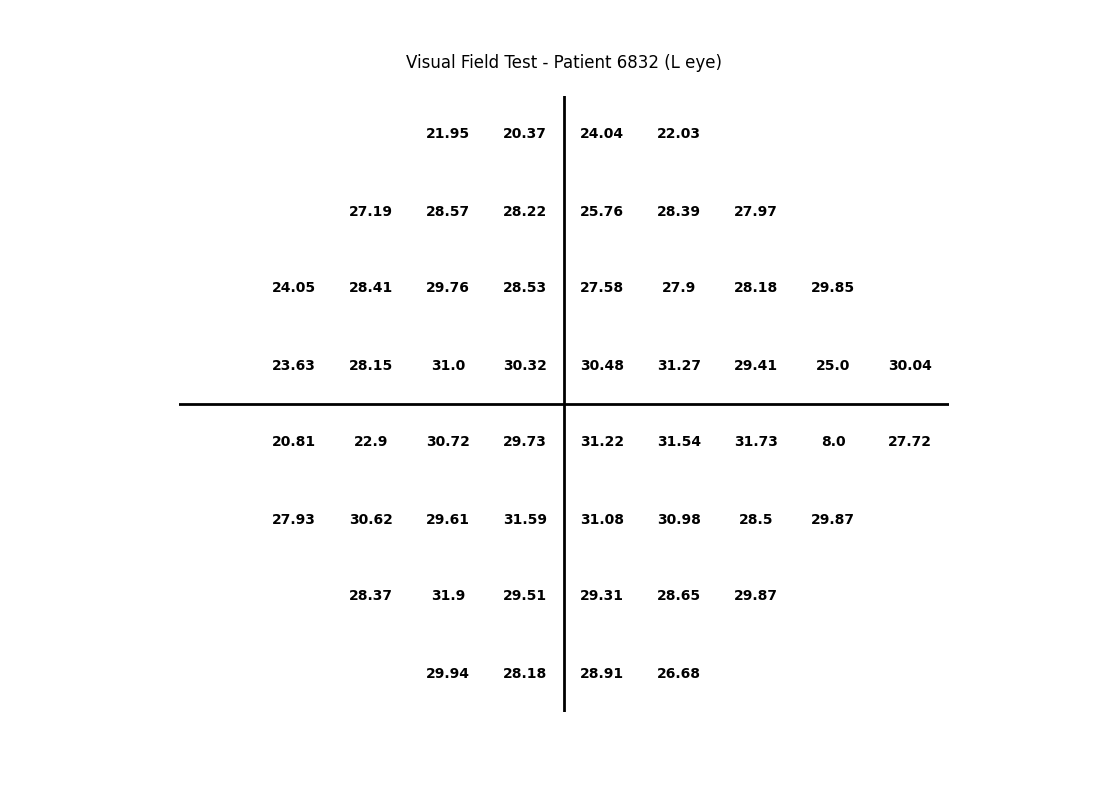 Visual Field Test - Patient 6832 (L eye)
21.95 20.37 24.04 22.03
27.19 28.57 28.22 25.76 28.39 27.97
24.05 28.41 29.76 28.53 27.58 27.9 28.18 29.85
23.63 28.15 31.0 30.32 30.48 31.27 29.41 25.0 30.04
20.81 22.9 30.72 29.73 31.22 31.54 31.73 8.0 27.72
27.93 30.62 29.61 31.59 31.08 30.98 28.5 29.87
28.37 31.9 29.51 29.31 28.65 29.87
29.94 28.18 28.91 26.68